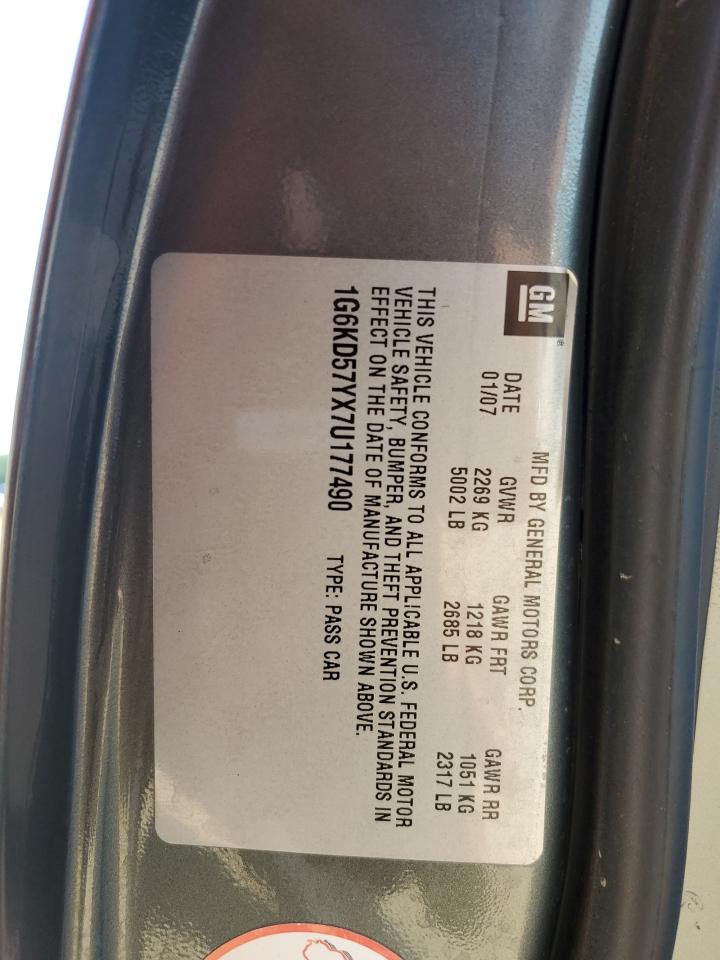 GM
MFD BY GENERAL MOTORS CORP.
DATE GVWR GAWR FRT GAWR RR
01/07 2269 KG 1218 KG 1051 KG
5002 LB 2685 LB 2317 LB
THIS VEHICLE CONFORMS TO ALL APPLICABLE U.S. FEDERAL MOTOR
VEHICLE SAFETY, BUMPER, AND THEFT PREVENTION STANDARDS IN
EFFECT ON THE DATE OF MANUFACTURE SHOWN ABOVE.
1G6KD57YX7U177490 TYPE: PASS CAR